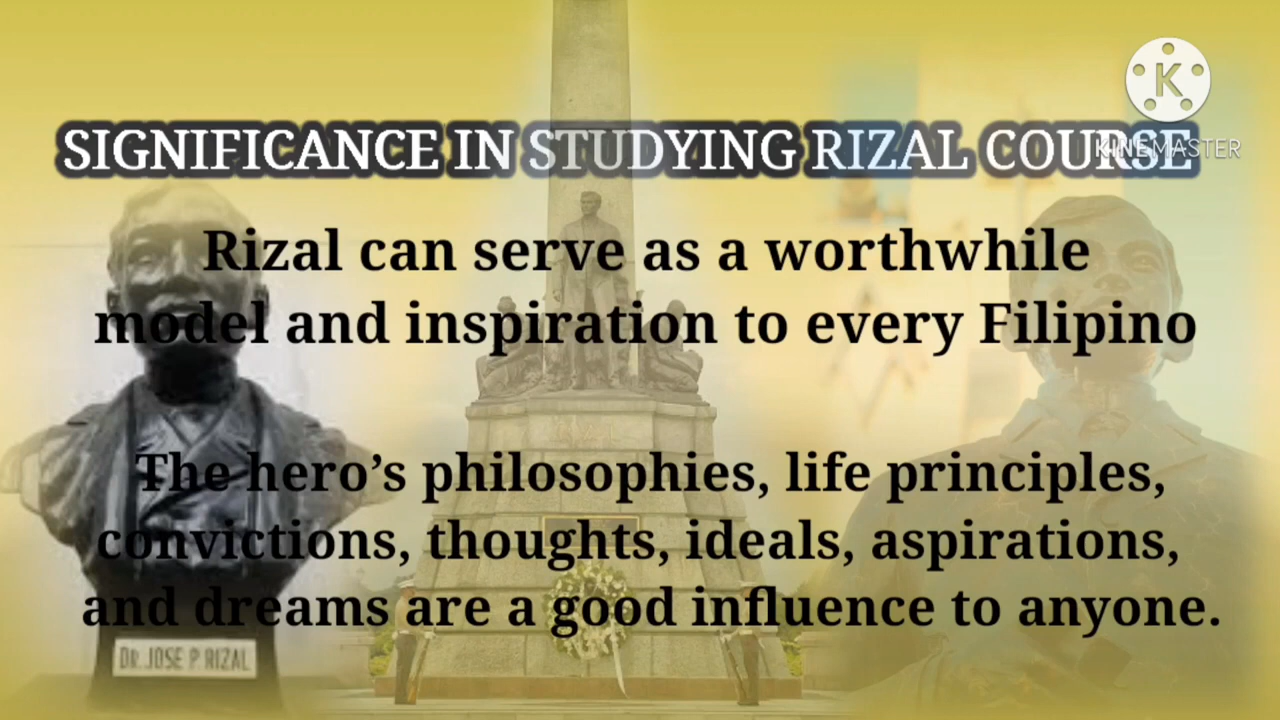 K
SIGNIFICANCE IN STUDYING RIZAL COURSE
KINEMASTER
Rizal can serve as a worthwhile
model and inspiration to every Filipino
The hero’s philosophies, life principles,
convictions, thoughts, ideals, aspirations,
and dreams are a good influence to anyone.
DR. JOSE P. RIZAL